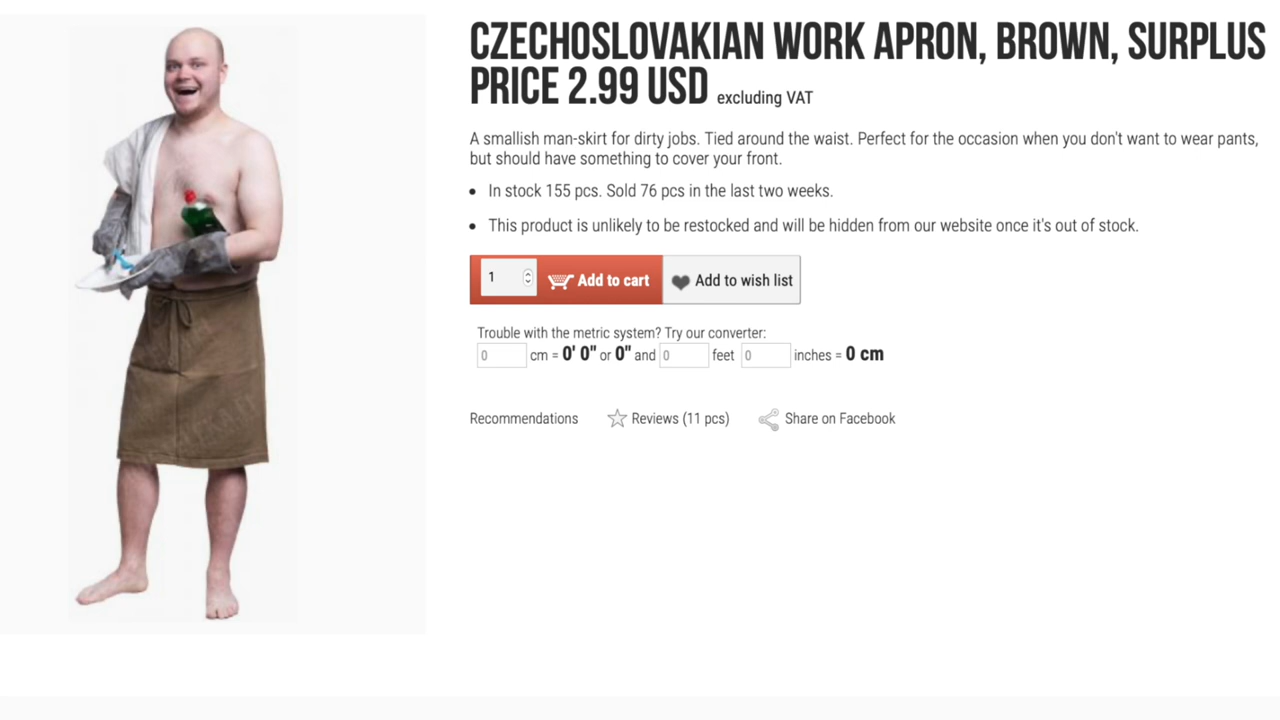 CZECHOSLOVAKIAN WORK APRON, BROWN, SURPLUS
PRICE 2.99 USD excluding VAT
A smallish man-skirt for dirty jobs. Tied around the waist. Perfect for the occasion when you don't want to wear pants,
but should have something to cover your front.
• In stock 155 pcs. Sold 76 pcs in the last two weeks.
• This product is unlikely to be restocked and will be hidden from our website once it's out of stock.
1 Add to cart Add to wish list
Trouble with the metric system? Try our converter:
0 cm = 0' 0" or 0" and 0 feet 0 inches = 0 cm
Recommendations Reviews (11 pcs) Share on Facebook